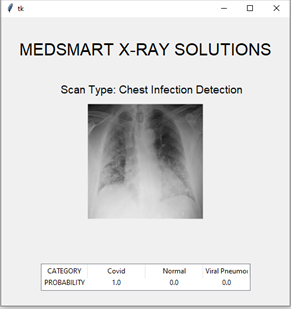 tk
MEDSMART X-RAY SOLUTIONS
Scan Type: Chest Infection Detection
CATEGORY Covid Normal Viral Pneumon
PROBABILITY 1.0 0.0 0.0